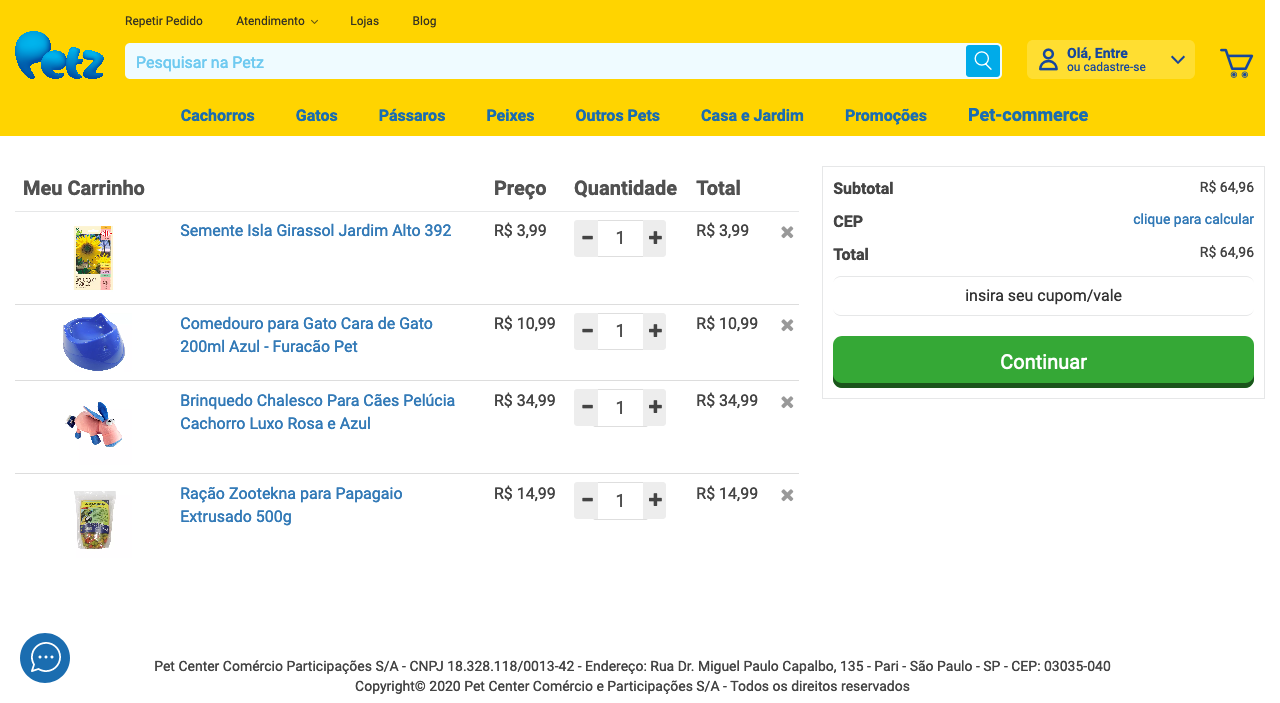 Repetir Pedido Atendimento Lojas Blog
Petz
Pesquisar na Petz
Olá, Entre
ou cadastre-se
Cachorros Gatos Pássaros Peixes Outros Pets Casa e Jardim Promoções Pet-commerce
Meu Carrinho Preço Quantidade Total
Semente Isla Girassol Jardim Alto 392 R$ 3,99 1 R$ 3,99
Comedouro para Gato Cara de Gato R$ 10,99 1 R$ 10,99
200ml Azul - Furacão Pet
Brinquedo Chalesco Para Cães Pelúcia R$ 34,99 1 R$ 34,99
Cachorro Luxo Rosa e Azul
Ração Zootekna para Papagaio R$ 14,99 1 R$ 14,99
Extrusado 500g
Subtotal R$ 64,96
CEP clique para calcular
Total R$ 64,96
insira seu cupom/vale
Continuar
Pet Center Comércio Participações S/A - CNPJ 18.328.118/0013-42 - Endereço: Rua Dr. Miguel Paulo Capalbo, 135 - Pari - São Paulo - SP - CEP: 03035-040
Copyright© 2020 Pet Center Comércio e Participações S/A - Todos os direitos reservados